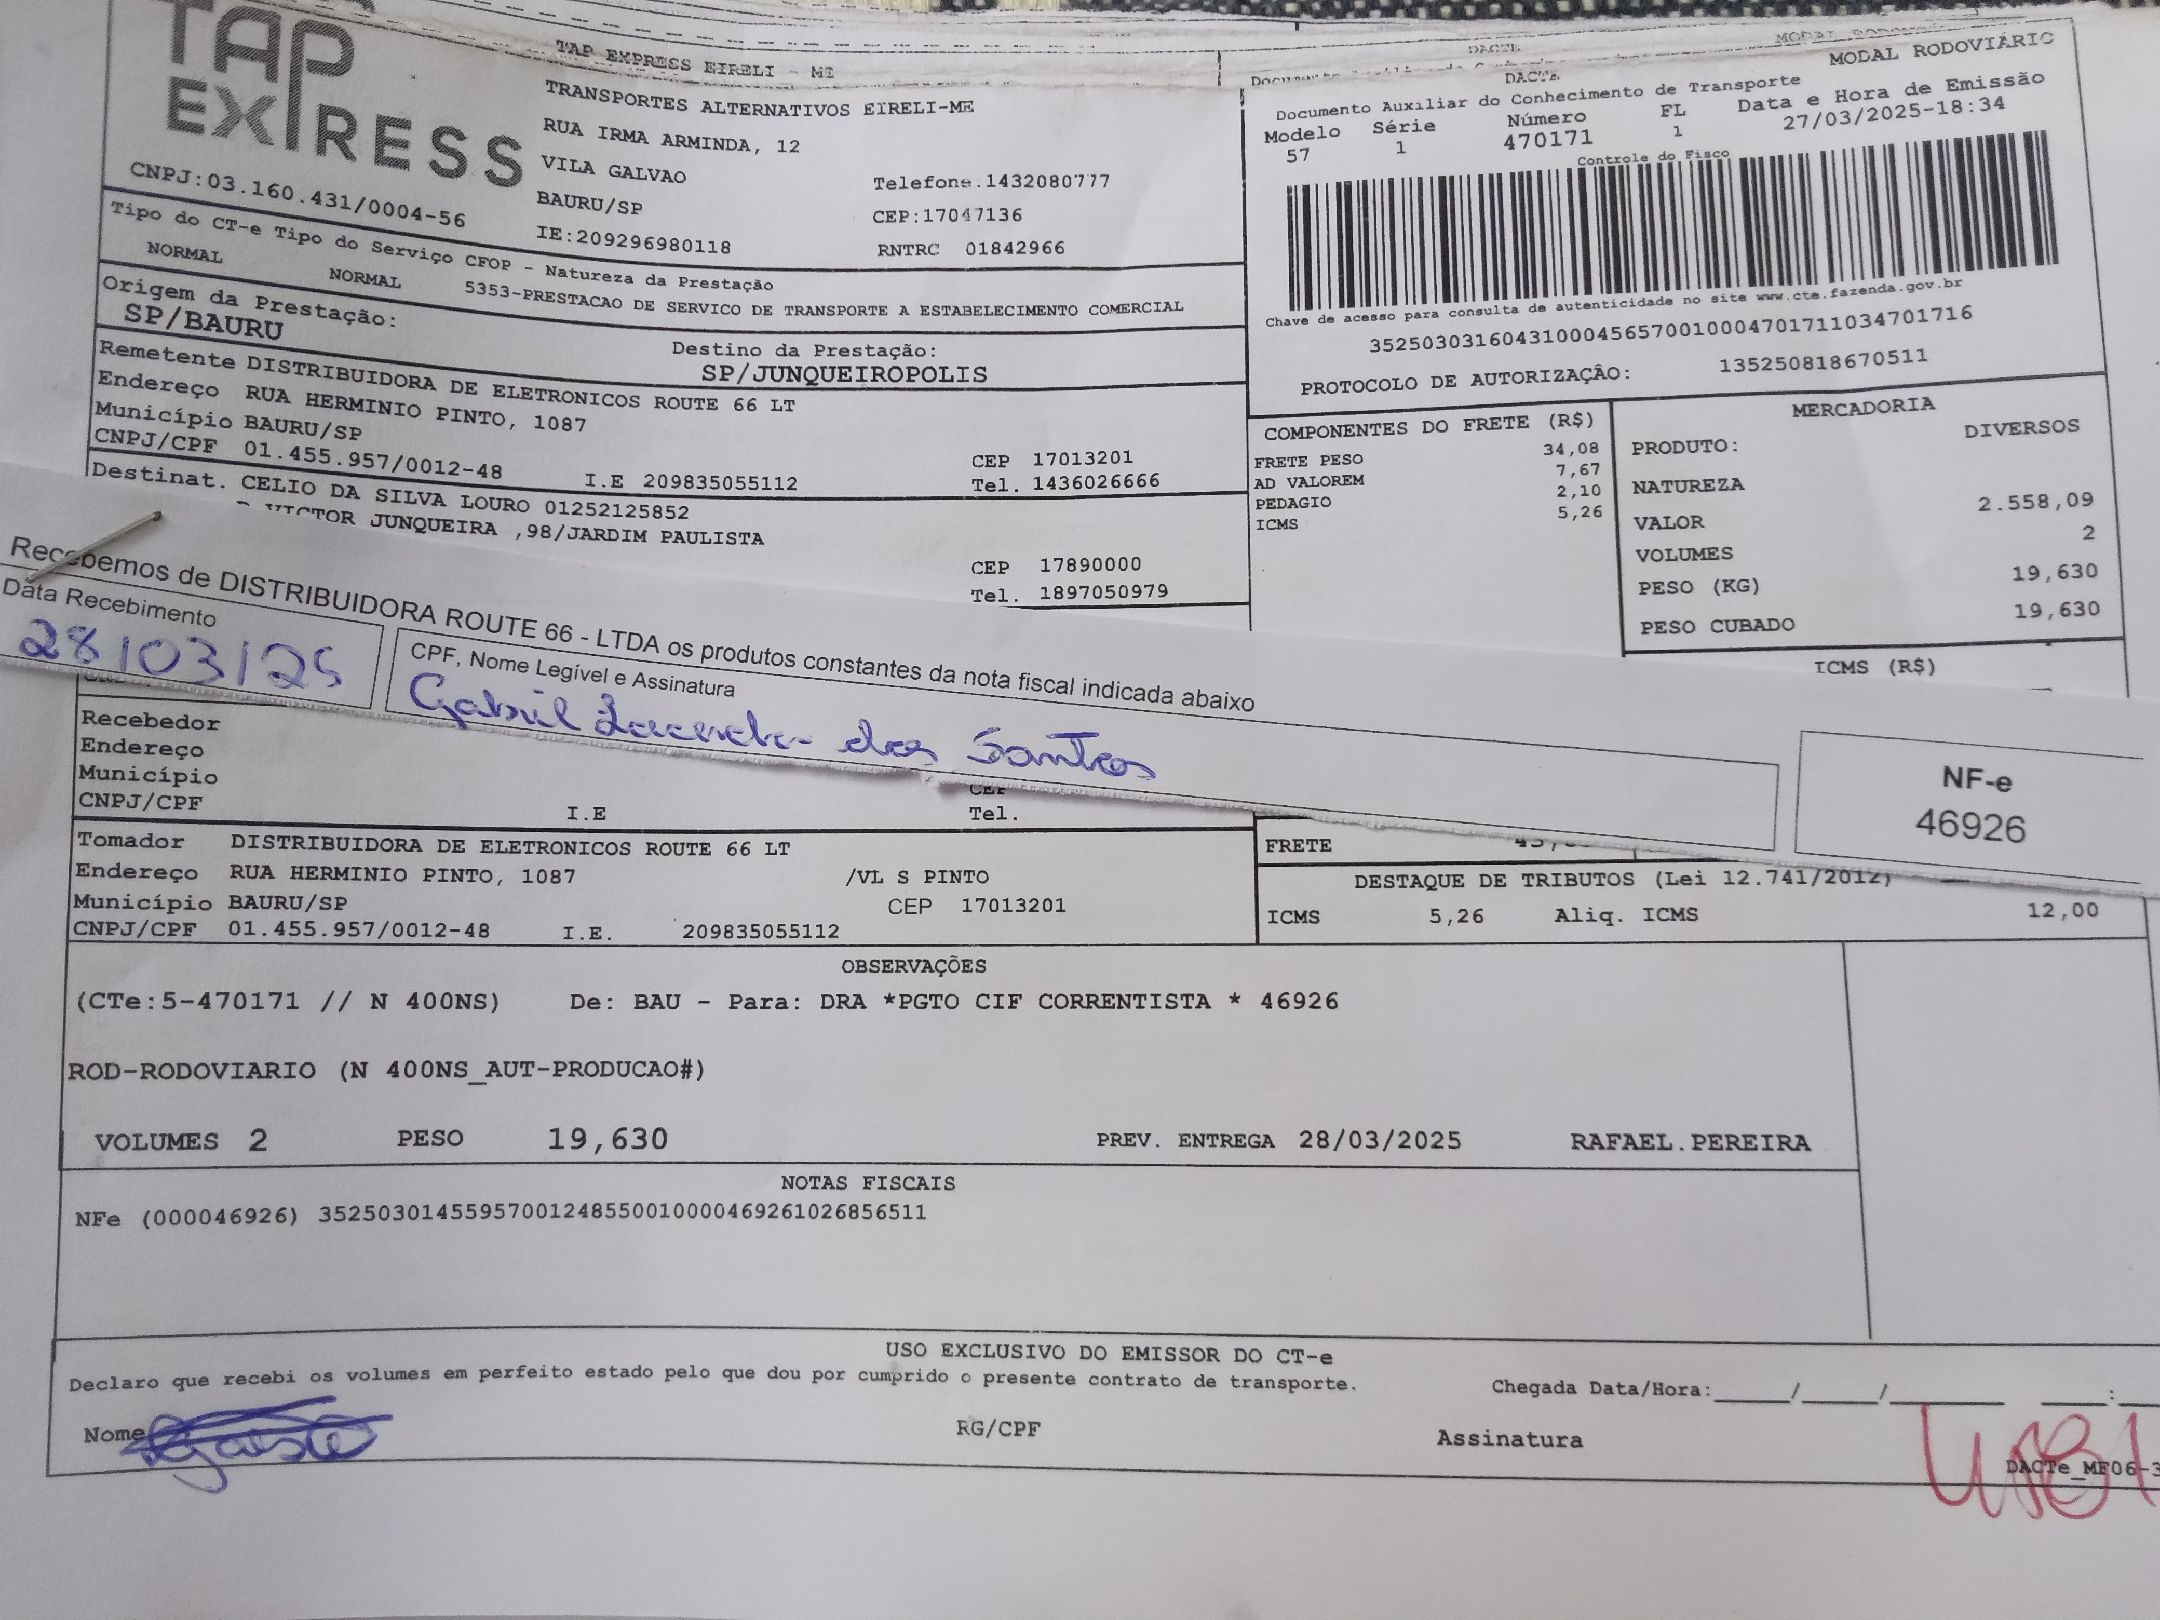 TAP
EXPRESS
CNPJ:03.160.431/0004-56
TAP EXPRESS EIRELI - ME
TRANSPORTES ALTERNATIVOS EIRELI-ME
RUA IRMA ARMINDA, 12
VILA GALVAO
BAURU/SP
IE:209296980118
Telefone.1432080777
CEP:17047136
RNTRC 01842966
DACTE
MODAL RODOVIÁRIO
DACTe
Documento Auxiliar do Conhecimento de Transporte
Modelo Série Número FL Data e Hora de Emissão
57 1 470171 1 27/03/2025-18:34
Controle do Fisco
Chave de acesso para consulta de autenticidade no site www.cte.fazenda.gov.br
35250303160431000456570010004701711034701716
PROTOCOLO DE AUTORIZAÇÂO: 135250818670511
Tipo do CT-e Tipo do Serviço CFOP - Natureza da Prestação
NORMAL NORMAL 5353-PRESTACAO DE SERVICO DE TRANSPORTE A ESTABELECIMENTO COMERCIAL
Origem da Prestação:
SP/BAURU
Destino da Prestação:
SP/JUNQUEIROPOLIS
Remetente DISTRIBUIDORA DE ELETRONICOS ROUTE 66 LT
Endereço RUA HERMINIO PINTO, 1087
Município BAURU/SP
CEP 17013201
CNPJ/CPF 01.455.957/0012-48 I.E 209835055112 Tel. 1436026666
Destinat. CELIO DA SILVA LOURO 01252125852
VICTOR JUNQUEIRA ,98/JARDIM PAULISTA
CEP 17890000
Tel. 1897050979
COMPONENTES DO FRETE (R$)
FRETE PESO 34,08
AD VALOREM 7,67
PEDAGIO 2,10
ICMS 5,26
MERCADORIA
PRODUTO: DIVERSOS
NATUREZA
VALOR 2.558,09
VOLUMES 2
PESO (KG) 19,630
PESO CUBADO 19,630
ICMS (R$)
Recebemos de DISTRIBUIDORA ROUTE 66 - LTDA os produtos constantes da nota fiscal indicada abaixo
Data Recebimento
28/03/25
CPF, Nome Legível e Assinatura
Gabriel Lacerda dos Santos
NF-e
46926
Recebedor
Endereço
Município
CEP
CNPJ/CPF I.E Tel.
Tomador DISTRIBUIDORA DE ELETRONICOS ROUTE 66 LT
Endereço RUA HERMINIO PINTO, 1087 /VL S PINTO
Município BAURU/SP CEP 17013201
CNPJ/CPF 01.455.957/0012-48 I.E. 209835055112
FRETE
DESTAQUE DE TRIBUTOS (Lei 12.741/2012)
ICMS 5,26 Aliq. ICMS 12,00
OBSERVAÇÕES
(CTe:5-470171 // N 400NS) De: BAU - Para: DRA *PGTO CIF CORRENTISTA * 46926
ROD-RODOVIARIO (N 400NS_AUT-PRODUCAO#)
VOLUMES 2 PESO 19,630 PREV. ENTREGA 28/03/2025 RAFAEL.PEREIRA
NOTAS FISCAIS
NFe (000046926) 35250301455957001248550010000469261026856511
USO EXCLUSIVO DO EMISSOR DO CT-e
Declaro que recebi os volumes em perfeito estado pelo que dou por cumprido o presente contrato de transporte.
Chegada Data/Hora:_____/_____/________ ____:
Nome RG/CPF Assinatura
DACTe_MF06-3